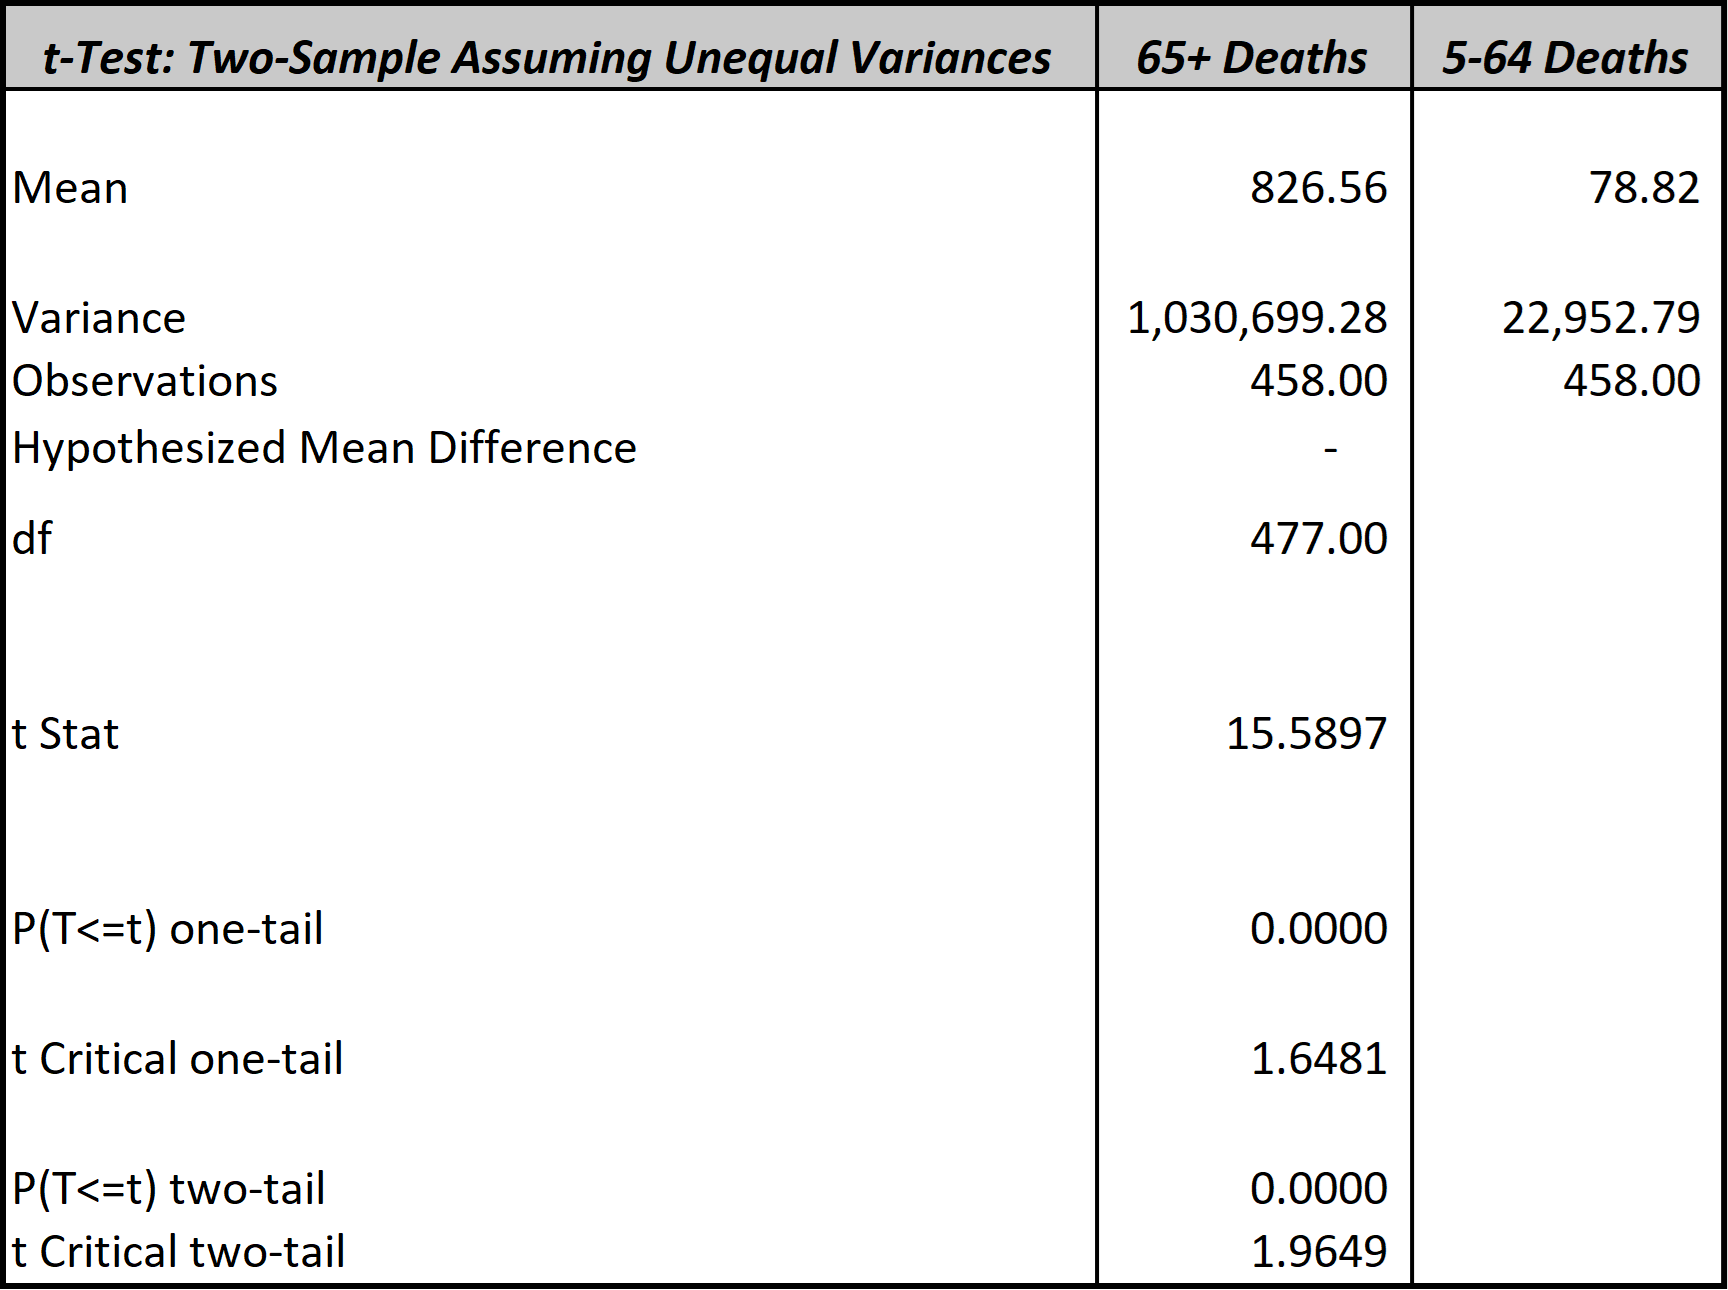 t-Test: Two-Sample Assuming Unequal Variances 65+ Deaths 5-64 Deaths
Mean 826.56 78.82
Variance 1,030,699.28 22,952.79
Observations 458.00 458.00
Hypothesized Mean Difference -
df 477.00
t Stat 15.5897
P(T<=t) one-tail 0.0000
t Critical one-tail 1.6481
P(T<=t) two-tail 0.0000
t Critical two-tail 1.9649